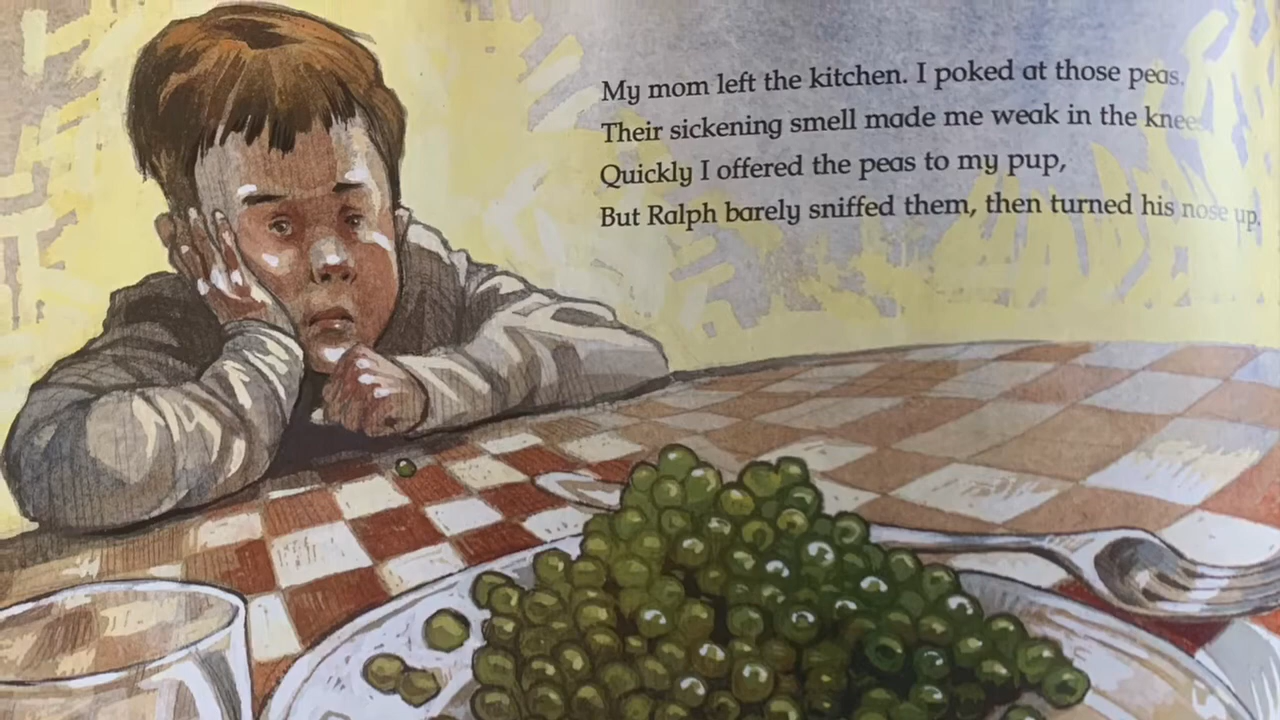 My mom left the kitchen. I poked at those peas.
Their sickening smell made me weak in the knee
Quickly I offered the peas to my pup,
But Ralph barely sniffed them, then turned his nose up.